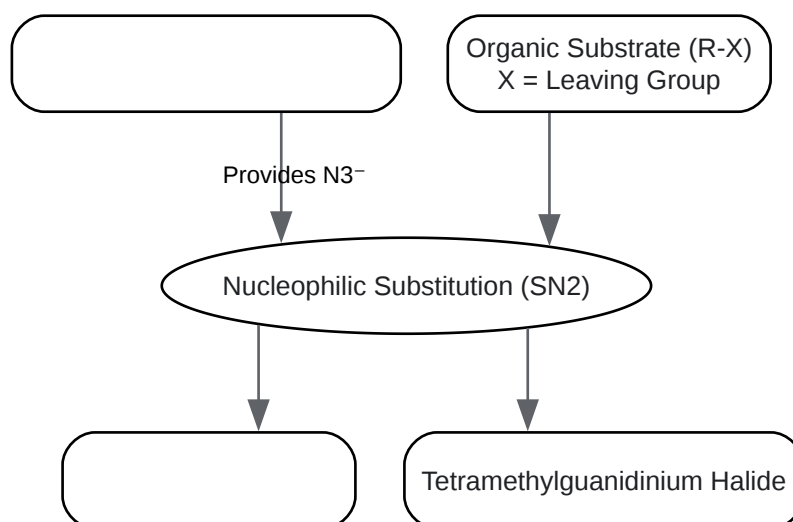 Organic Substrate (R-X)
X = Leaving Group
Provides N3⁻
Nucleophilic Substitution (SN2)
Tetramethylguanidinium Halide